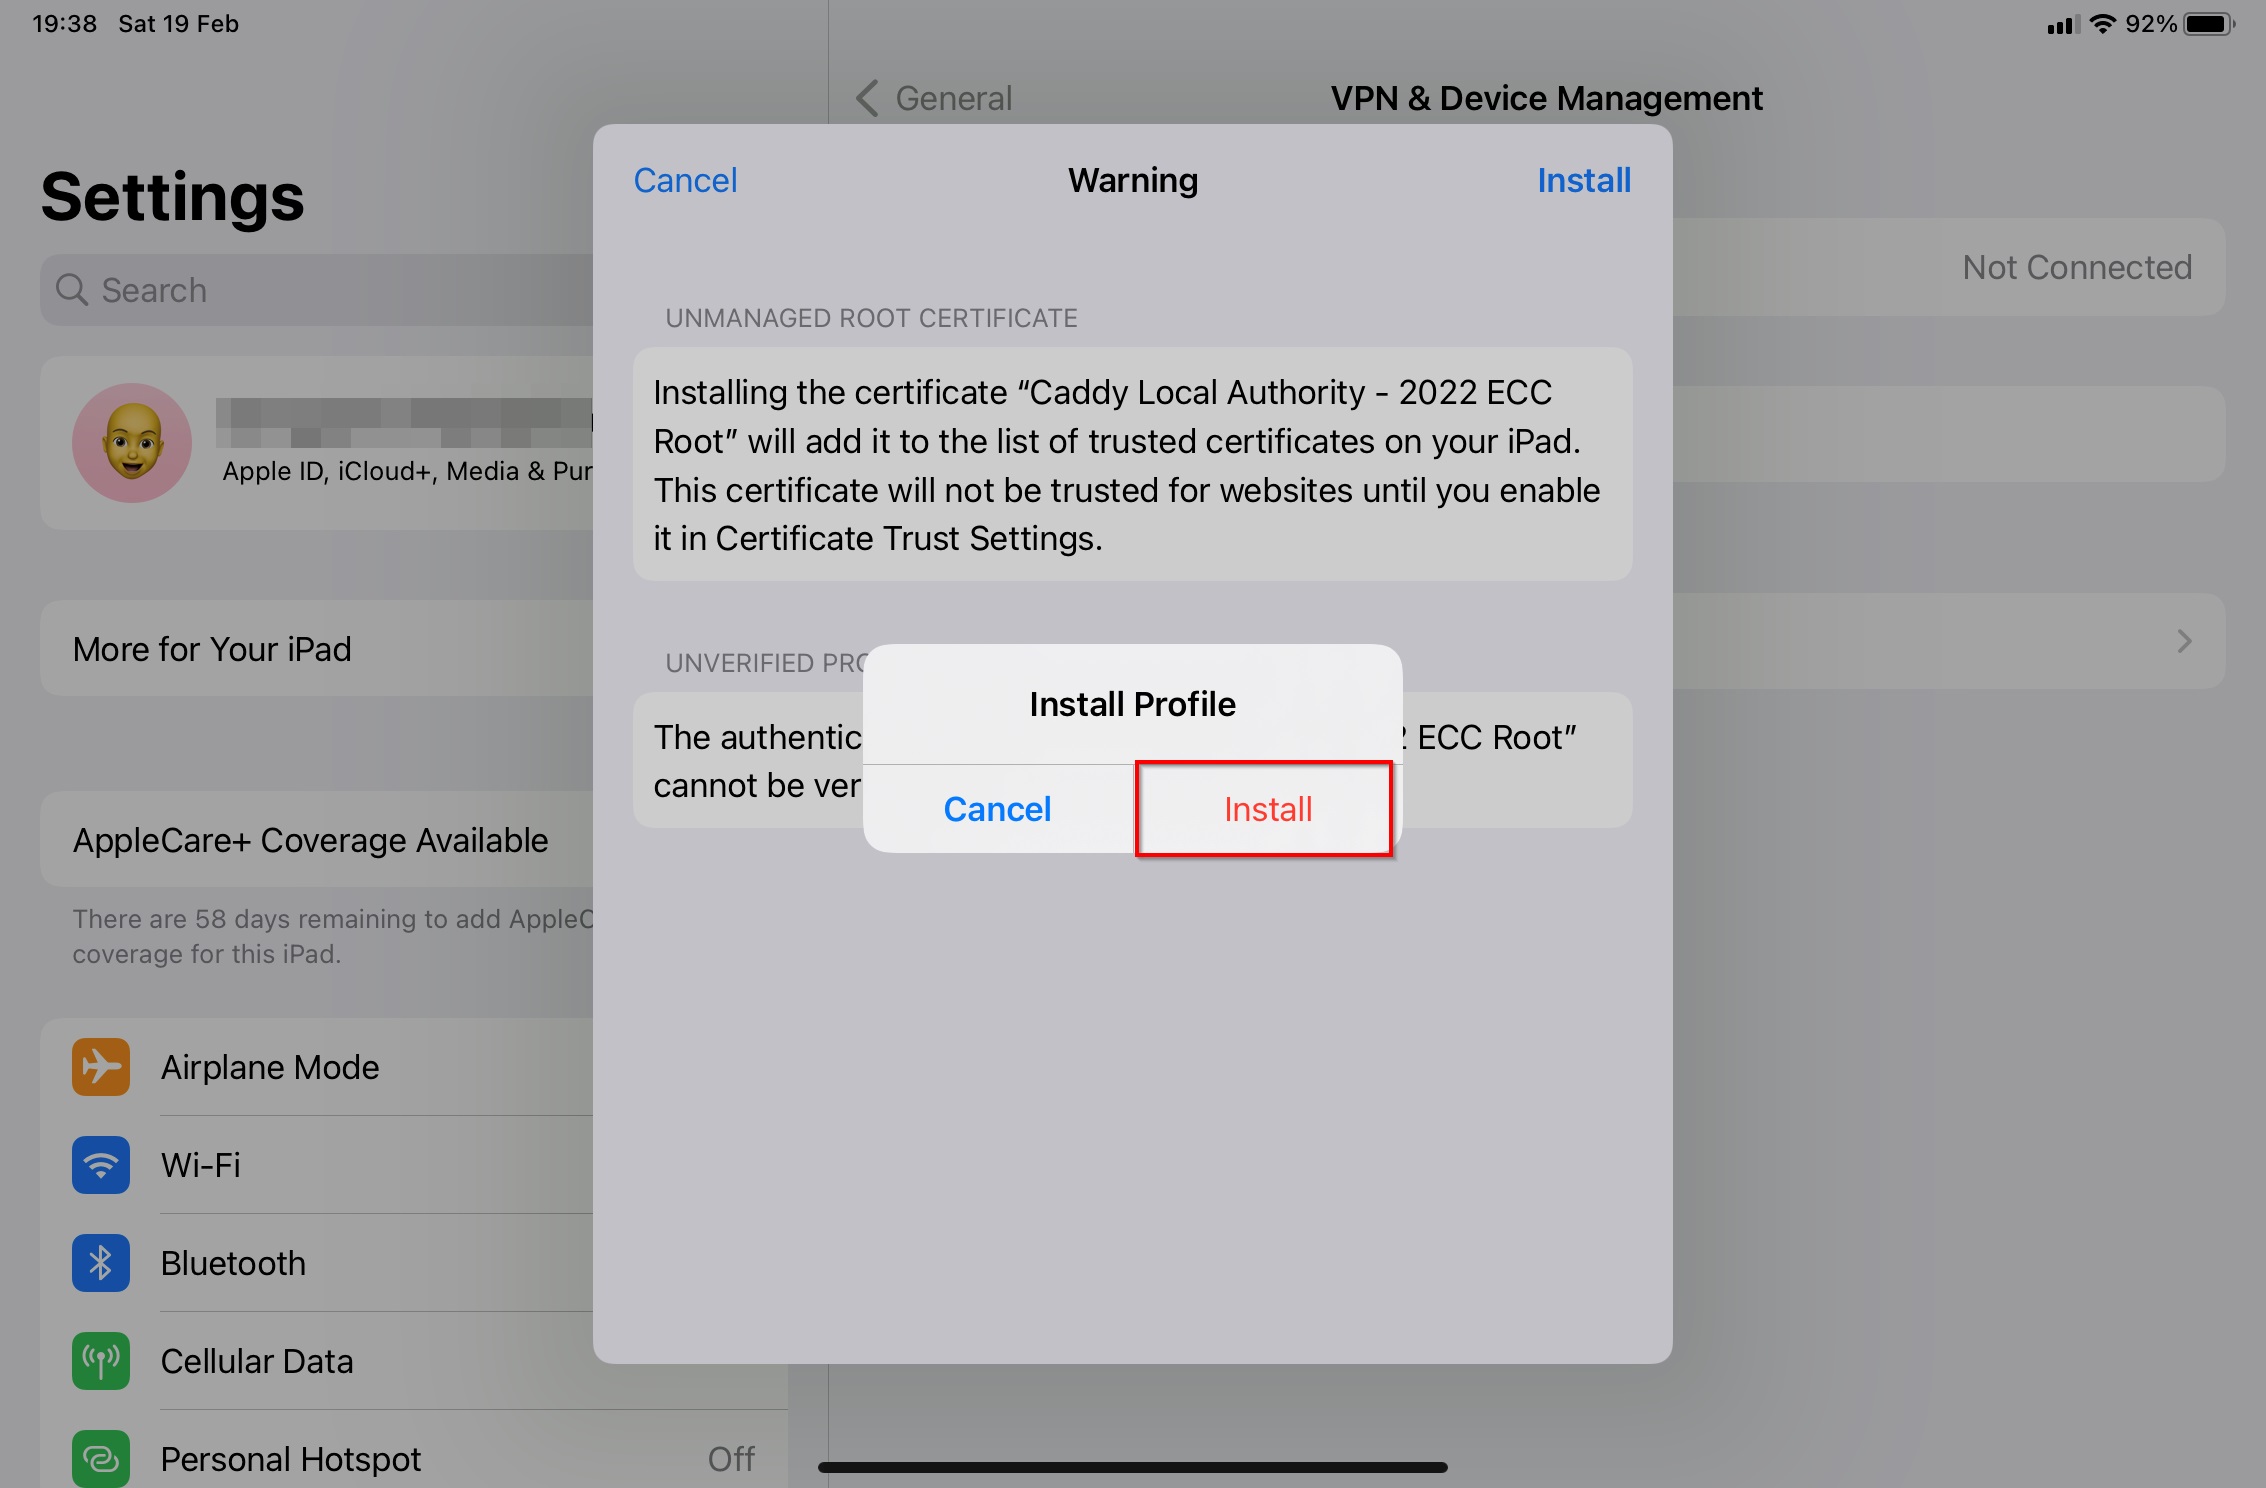 19:38 Sat 19 Feb
92%
General
VPN & Device Management
Settings
Search
Apple ID, iCloud+, Media & Pur
More for Your iPad
AppleCare+ Coverage Available
There are 58 days remaining to add AppleC
coverage for this iPad.
Airplane Mode
Wi-Fi
Bluetooth
Cellular Data
Personal Hotspot Off
Not Connected
Cancel Warning Install
UNMANAGED ROOT CERTIFICATE
Installing the certificate “Caddy Local Authority - 2022 ECC
Root” will add it to the list of trusted certificates on your iPad.
This certificate will not be trusted for websites until you enable
it in Certificate Trust Settings.
UNVERIFIED PRO
The authentic 2 ECC Root”
cannot be ver
Install Profile
Cancel Install